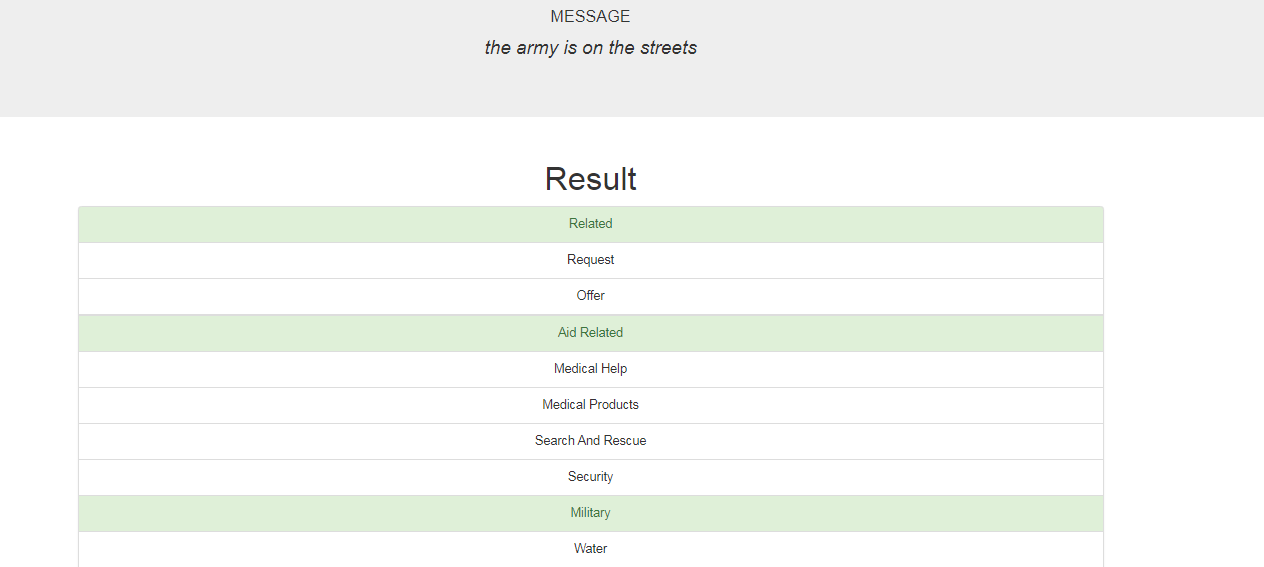 MESSAGE
the army is on the streets
Result
Related
Request
Offer
Aid Related
Medical Help
Medical Products
Search And Rescue
Security
Military
Water